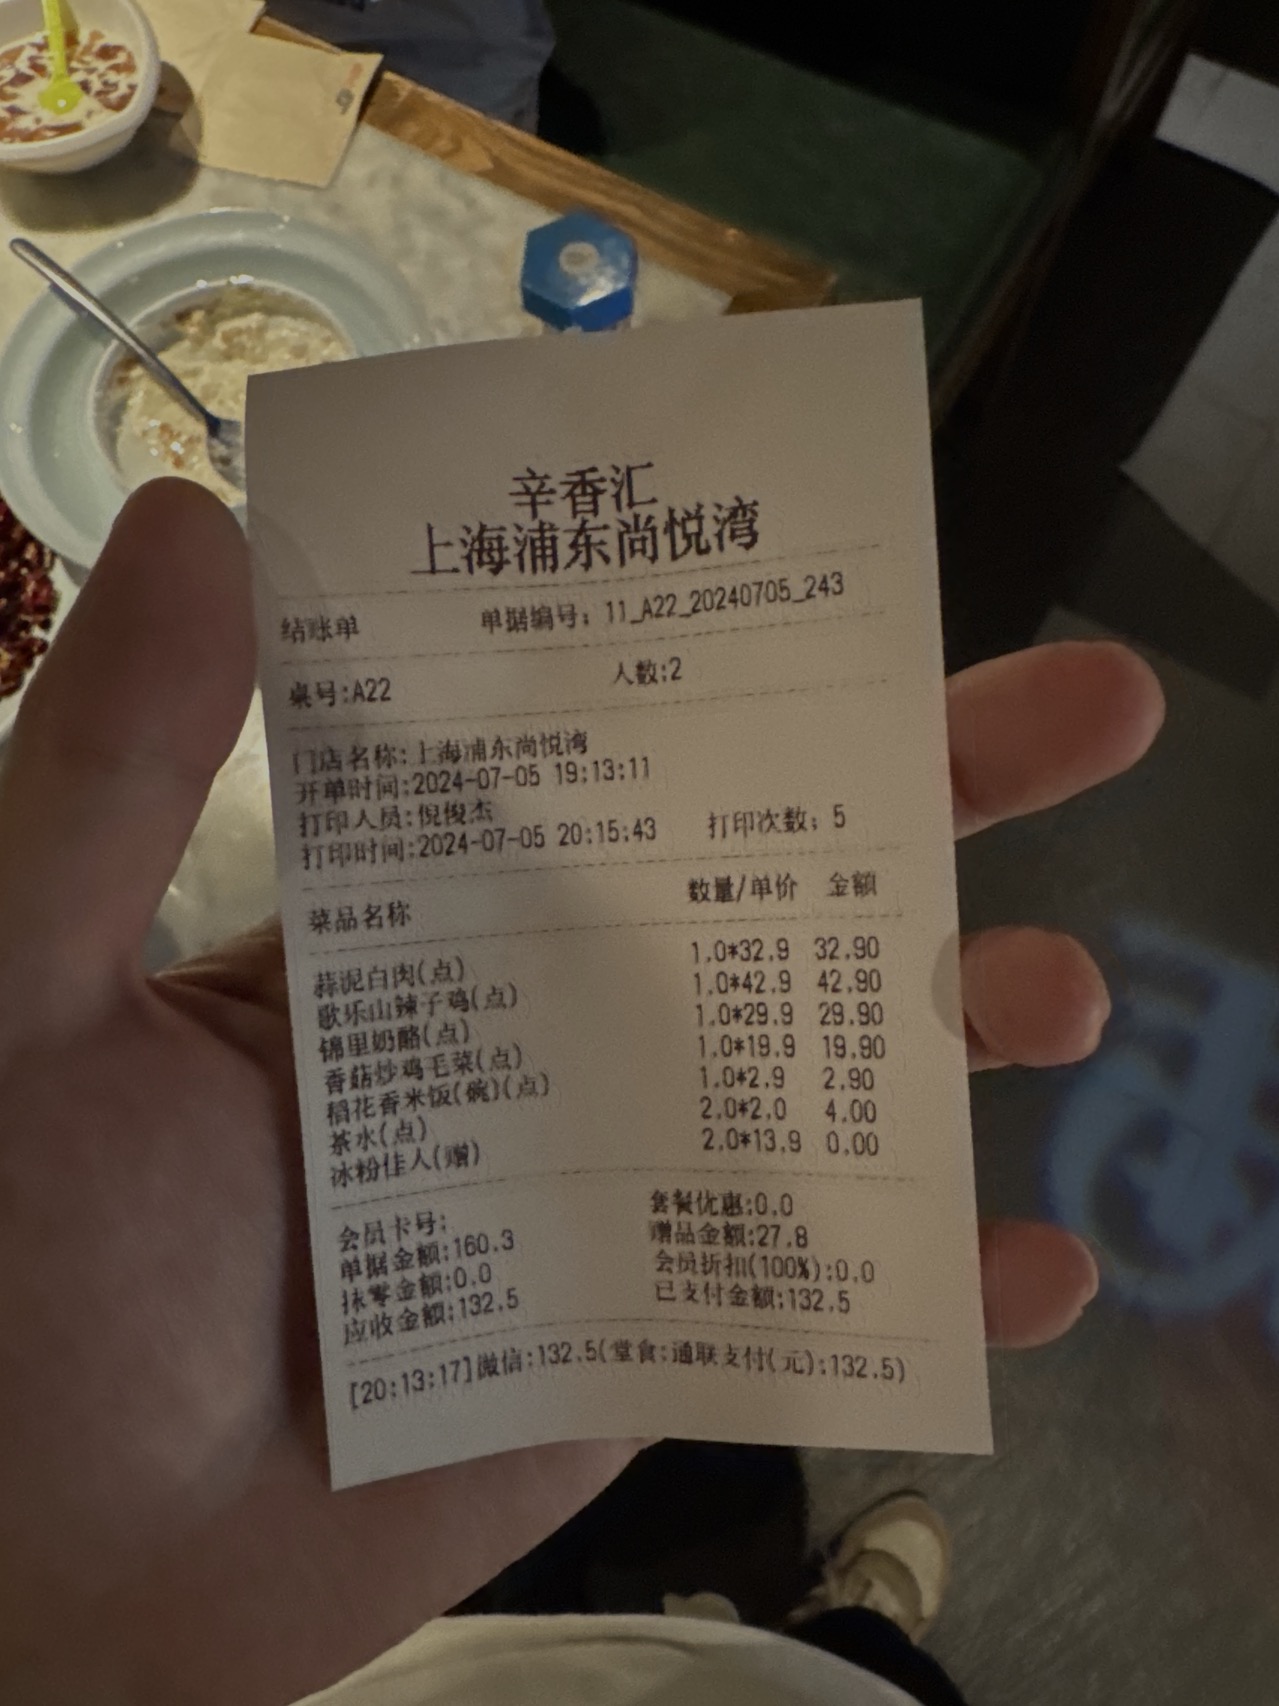 辛香汇
上海浦东尚悦湾
结账单 单据编号：11_A22_20240705_243
桌号:A22 人数:2
门店名称:上海浦东尚悦湾
开单时间:2024-07-05 19:13:11
打印人员:倪俊杰
打印时间:2024-07-05 20:15:43 打印次数：5
菜品名称 数量/单价 金额
蒜泥白肉(点) 1.0*32.9 32.90
歌乐山辣子鸡(点) 1.0*42.9 42.90
锦里奶酪(点) 1.0*29.9 29.90
香菇炒鸡毛菜(点) 1.0*19.9 19.90
稻花香米饭(碗)(点) 1.0*2.9 2.90
茶水(点) 2.0*2.0 4.00
冰粉佳人(赠) 2.0*13.9 0.00
会员卡号: 套餐优惠:0.0
单据金额:160.3 赠品金额:27.8
抹零金额:0.0 会员折扣(100%):0.0
应收金额:132.5 已支付金额:132.5
[20:13:17]微信:132.5(堂食:通联支付(元):132.5)